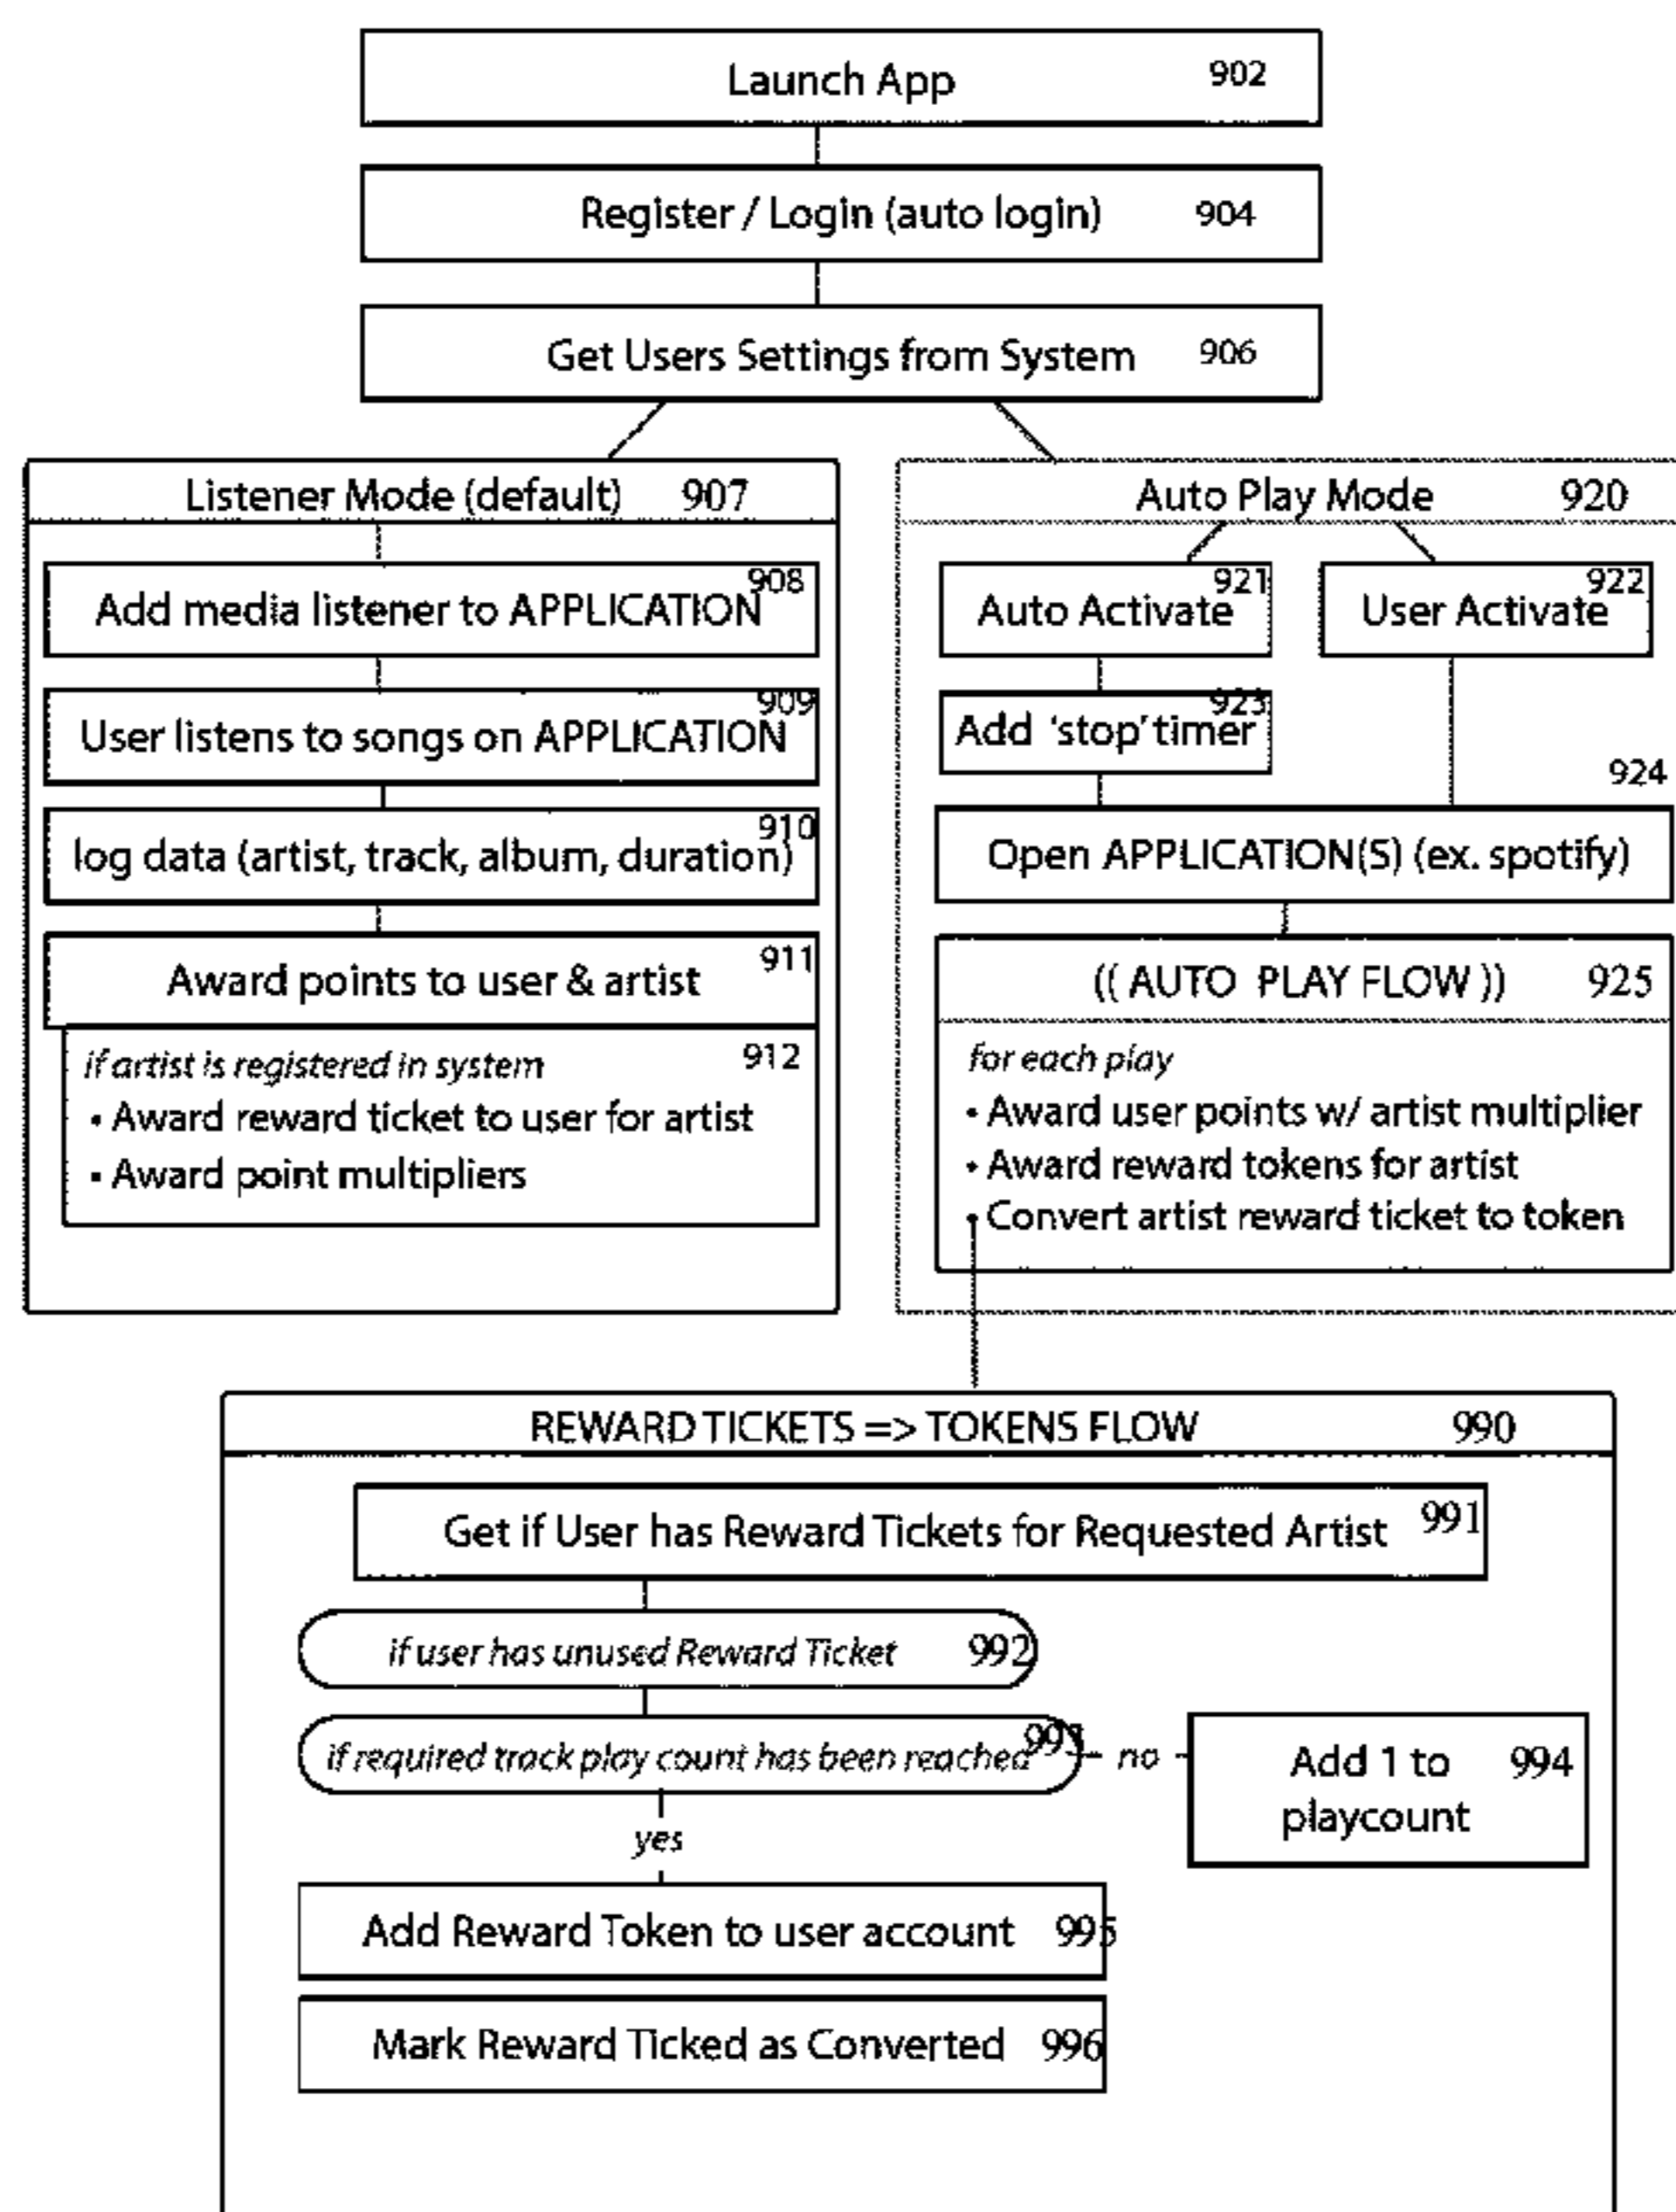 Launch App 902
Register / Login (auto login) 904
Get Users Settings from System 906
Listener Mode (default) 907
908
Add media listener to APPLICATION
909
User listens to songs on APPLICATION
910
log data (artist, track, album, duration)
Award points to user & artist 911
if artist is registered in system 912
• Award reward ticket to user for artist
• Award point multipliers
Auto Play Mode 920
921
Auto Activate
922
User Activate
923
Add 'stop' timer
924
Open APPLICATION(S) (ex. spotify)
(( AUTO PLAY FLOW )) 925
for each play
• Award user points w/ artist multiplier
• Award reward tokens for artist
• Convert artist reward ticket to token
REWARD TICKETS => TOKENS FLOW 990
Get if User has Reward Tickets for Requested Artist 991
if user has unused Reward Ticket 992
if required track play count has been reached 993
no
Add 1 to 994
playcount
yes
Add Reward Token to user account 995
Mark Reward Ticked as Converted 996